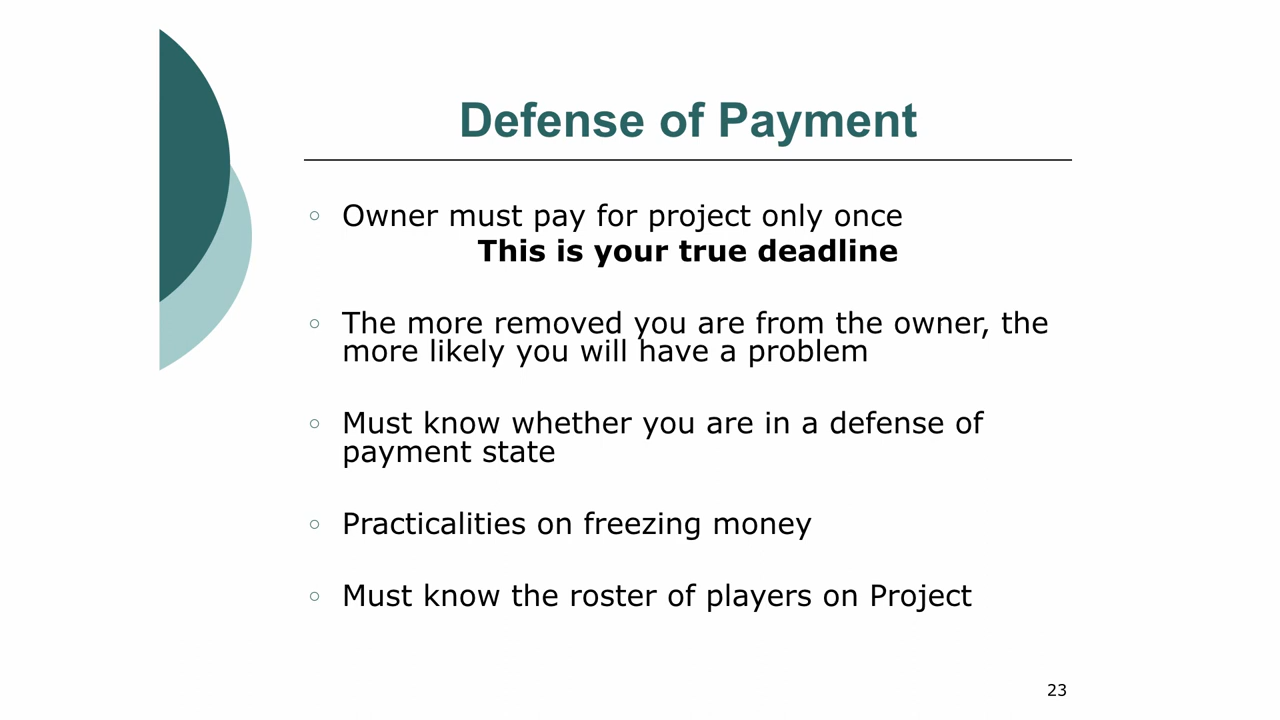 Defense of Payment
Owner must pay for project only once
This is your true deadline
The more removed you are from the owner, the
more likely you will have a problem
Must know whether you are in a defense of
payment state
Practicalities on freezing money
Must know the roster of players on Project
23